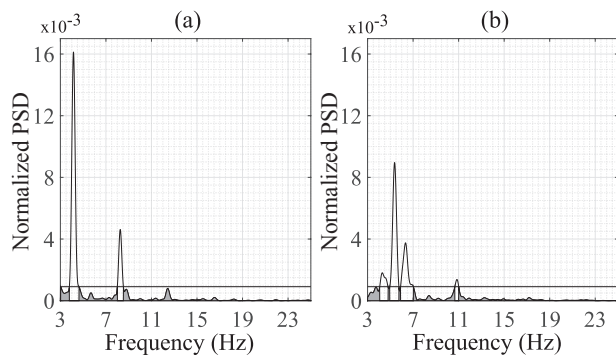 (a)
x10-3
16
12
8
4
0
Normalized PSD
3 7 11 15 19 23
Frequency (Hz)
(b)
x10-3
16
12
8
4
0
Normalized PSD
3 7 11 15 19 23
Frequency (Hz)